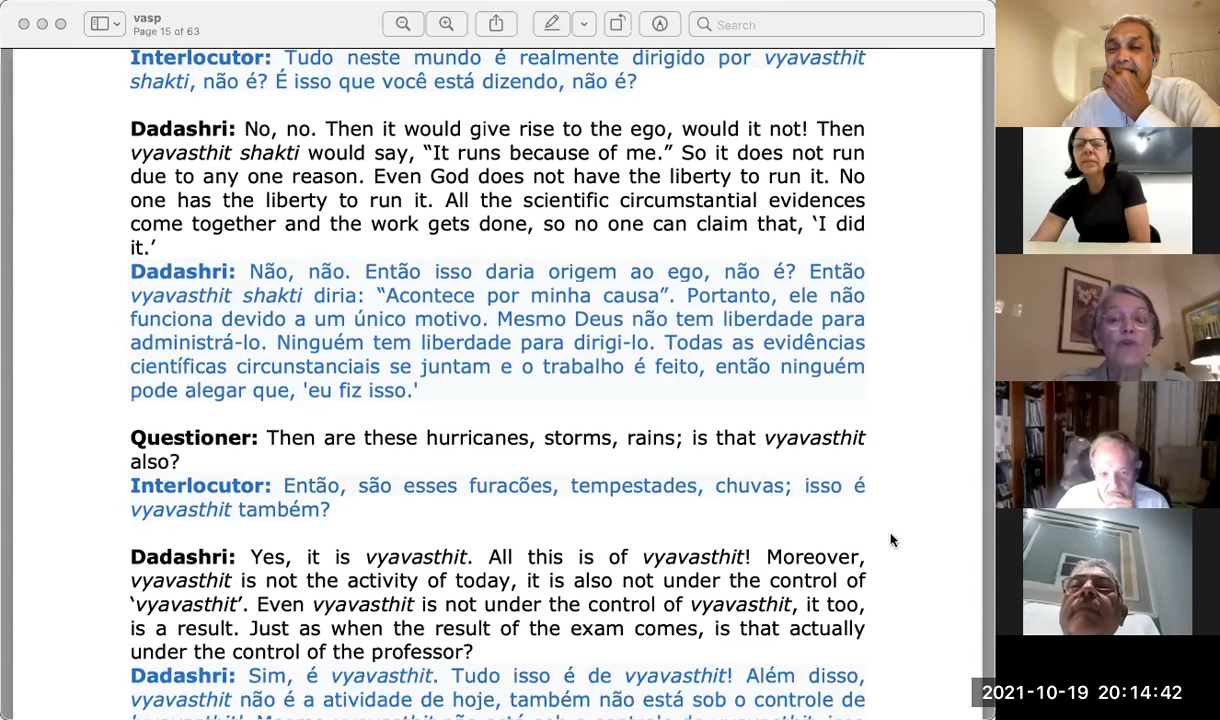 vasp
Page 15 of 63
Search
Interlocutor: Tudo neste mundo é realmente dirigido por vyavasthit
shakti, não é? É isso que você está dizendo, não é?
Dadashri: No, no. Then it would give rise to the ego, would it not! Then
vyavasthit shakti would say, “It runs because of me.” So it does not run
due to any one reason. Even God does not have the liberty to run it. No
one has the liberty to run it. All the scientific circumstantial evidences
come together and the work gets done, so no one can claim that, ‘I did
it.’
Dadashri: Não, não. Então isso daria origem ao ego, não é? Então
vyavasthit shakti diria: “Acontece por minha causa”. Portanto, ele não
funciona devido a um único motivo. Mesmo Deus não tem liberdade para
administrá-lo. Ninguém tem liberdade para dirigi-lo. Todas as evidências
científicas circunstanciais se juntam e o trabalho é feito, então ninguém
pode alegar que, 'eu fiz isso.'
Questioner: Then are these hurricanes, storms, rains; is that vyavasthit
also?
Interlocutor: Então, são esses furacões, tempestades, chuvas; isso é
vyavasthit também?
Dadashri: Yes, it is vyavasthit. All this is of vyavasthit! Moreover,
vyavasthit is not the activity of today, it is also not under the control of
‘vyavasthit’. Even vyavasthit is not under the control of vyavasthit, it too,
is a result. Just as when the result of the exam comes, is that actually
under the control of the professor?
Dadashri: Sim, é vyavasthit. Tudo isso é de vyavasthit! Além disso,
vyavasthit não é a atividade de hoje, também não está sob o controle de
2021-10-19 20:14:42